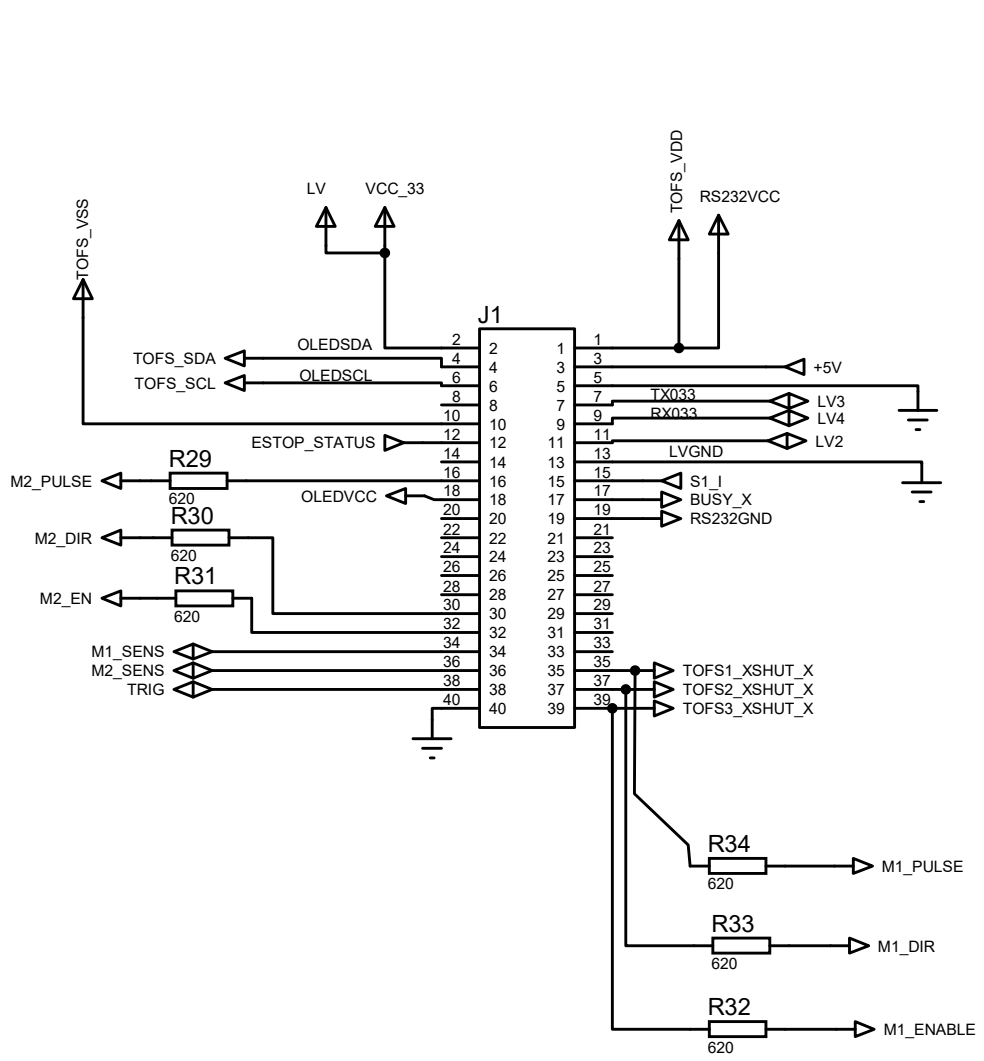 TOFS_VDD
LV
VCC_33
RS232VCC
TOFS_VSS
J1
OLEDSDA
2
2
1
1
TOFS_SDA
4
4
3
3
+5V
TOFS_SCL
OLEDSCL
6
6
5
5
8
8
7
7
TX033
LV3
10
10
9
9
RX033
LV4
ESTOP_STATUS
12
12
11
11
LV2
14
14
13
13
LVGND
R29
M2_PULSE
620
16
16
15
15
S1_I
OLEDVCC
18
18
17
17
BUSY_X
R30
M2_DIR
620
20
20
19
19
RS232GND
22
22
21
21
24
24
23
23
R31
M2_EN
620
26
26
25
25
28
28
27
27
30
30
29
29
32
32
31
31
M1_SENS
34
34
33
33
M2_SENS
36
36
35
35
TOFS1_XSHUT_X
TRIG
38
38
37
37
TOFS2_XSHUT_X
40
40
39
39
TOFS3_XSHUT_X
R34
620
M1_PULSE
R33
620
M1_DIR
R32
620
M1_ENABLE